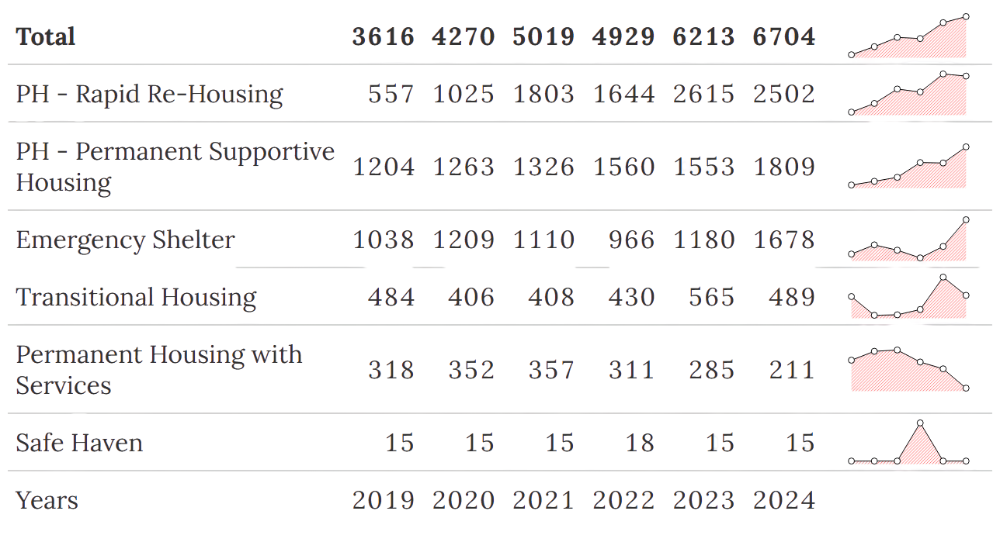 Total 3616 4270 5019 4929 6213 6704
PH - Rapid Re-Housing 557 1025 1803 1644 2615 2502
PH - Permanent Supportive
Housing 1204 1263 1326 1560 1553 1809
Emergency Shelter 1038 1209 1110 966 1180 1678
Transitional Housing 484 406 408 430 565 489
Permanent Housing with
Services 318 352 357 311 285 211
Safe Haven 15 15 15 18 15 15
Years 2019 2020 2021 2022 2023 2024